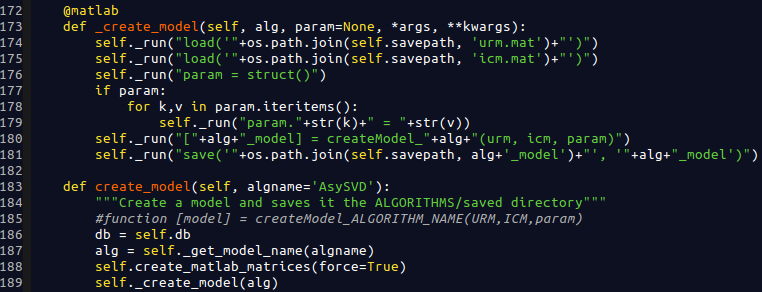 172     @matlab
173     def _create_model(self, alg, param=None, *args, **kwargs):
174         self._run("load('"+os.path.join(self.savepath, 'urm.mat')+"')")
175         self._run("load('"+os.path.join(self.savepath, 'icm.mat')+"')")
176         self._run("param = struct()")
177         if param:
178             for k,v in param.iteritems():
179                 self._run("param."+str(k)+" = "+str(v))
180         self._run("["+alg+"_model] = createModel_"+alg+"(urm, icm, param)")
181         self._run("save('"+os.path.join(self.savepath, alg+'_model')+"', '"+alg+"_model')")
182
183     def create_model(self, algname='AsySVD'):
184         """Create a model and saves it the ALGORITHMS/saved directory"""
185         #function [model] = createModel_ALGORITHM_NAME(URM,ICM,param)
186         db = self.db
187         alg = self._get_model_name(algname)
188         self.create_matlab_matrices(force=True)
189         self._create_model(alg)